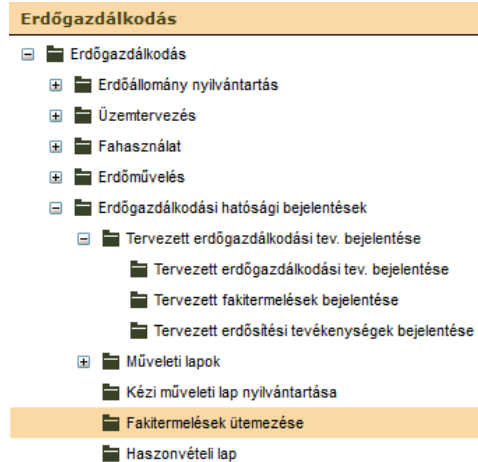 Erdőgazdálkodás
Erdőgazdálkodás
Erdőállomány nyilvántartás
Üzemtervezés
Fahasználat
Erdőművelés
Erdőgazdálkodási hatósági bejelentések
Tervezett erdőgazdálkodási tev. bejelentése
Tervezett erdőgazdálkodási tev. bejelentése
Tervezett fakitermelések bejelentése
Tervezett erdősítési tevékenységek bejelentése
Műveleti lapok
Kézi műveleti lap nyilvántartása
Fakitermelések ütemezése
Haszonvételi lap